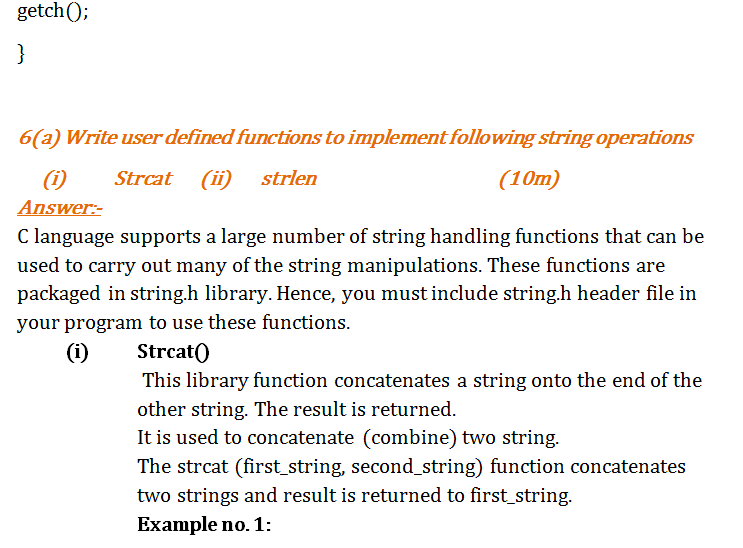 getch();
}
6(a) Write user defined functions to implement following string operations
(i) Strcat (ii) strlen (10m)
Answer:-
C language supports a large number of string handling functions that can be
used to carry out many of the string manipulations. These functions are
packaged in string.h library. Hence, you must include string.h header file in
your program to use these functions.
(i) Strcat()
This library function concatenates a string onto the end of the
other string. The result is returned.
It is used to concatenate (combine) two string.
The strcat (first_string, second_string) function concatenates
two strings and result is returned to first_string.
Example no. 1: